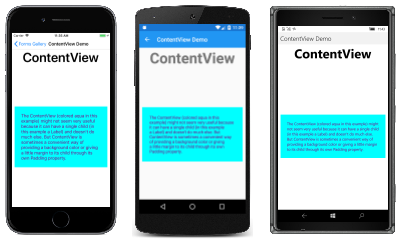 9:35 AM
Forms Gallery ContentView Demo
ContentView
The ContentView (colored aqua in this
example) might not seem very useful
because it can have a single child (in
this example a Label) and doesn't do
much else. But ContentView is
sometimes a convenient way of
providing a background color or giving
a little margin to its child through its
own Padding property.
ContentView Demo
ContentView
The ContentView (colored aqua in this example)
might not seem very useful because
it can have a single child (in this example
a Label) and doesn't do much else. But
ContentView is sometimes a convenient way
of providing a background color or giving
a little margin to its child through its own
Padding property.
ContentView Demo
ContentView
The ContentView (colored aqua in this example) might
not seem very useful because it can have a single child
(in this example a Label) and doesn't do much else.
But ContentView is sometimes a convenient way of
providing a background color or giving a little margin
to its child through its own Padding property.